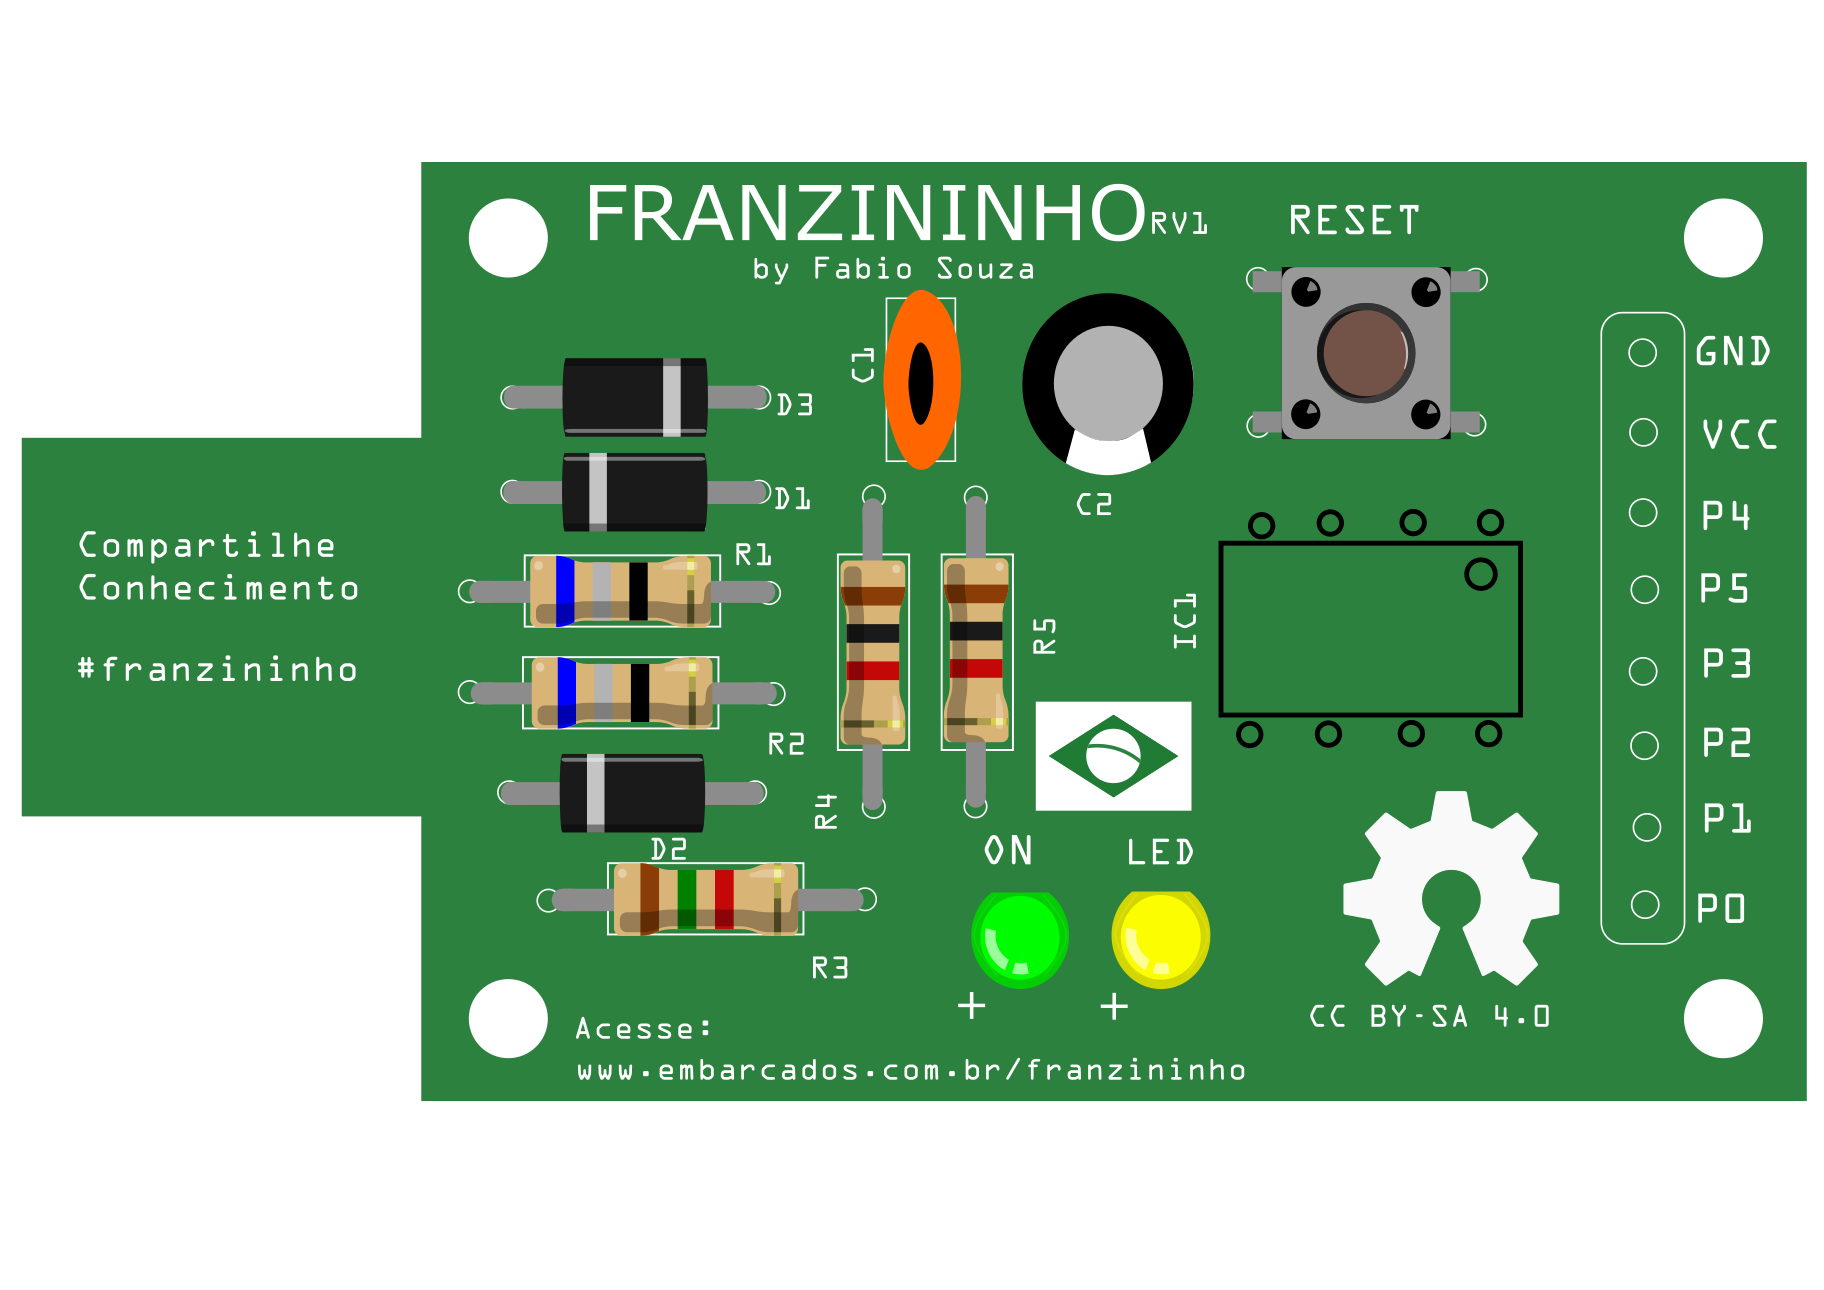 FRANZININHO RV1
by Fabio Souza
RESET
C1
D3
D1
C2
GND
VCC
P4
P5
P3
P2
P1
P0
Compartilhe
Conhecimento
#franzininho
R1
R2
R4
R5
IC1
D2
R3
ON
LED
+
+
CC BY-SA 4.0
Acesse:
www.embarcados.com.br/franzininho